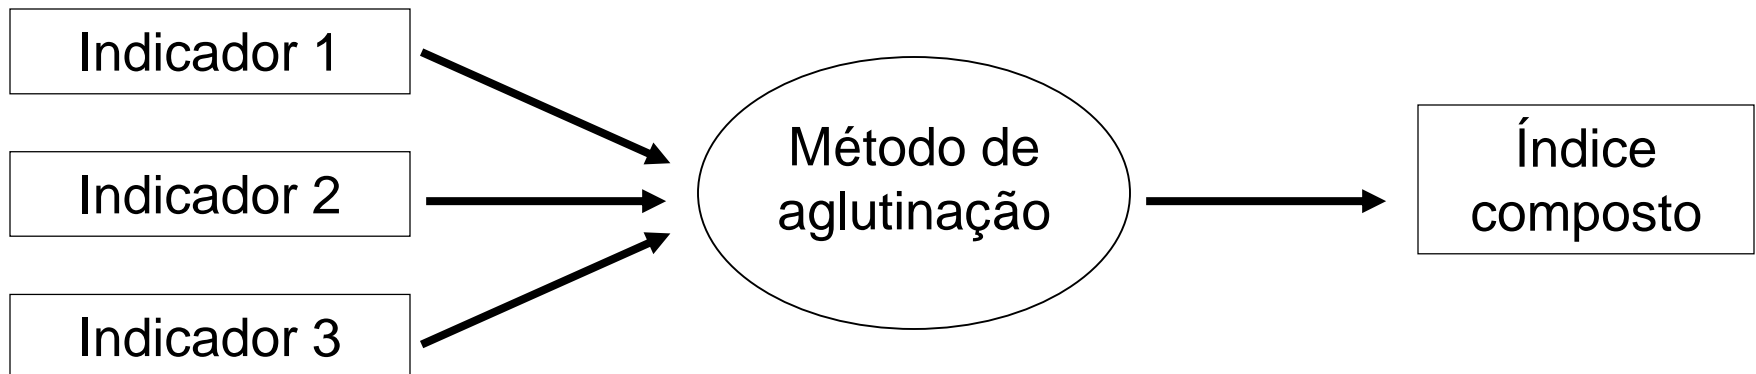 Indicador 1
Indicador 2
Indicador 3
Método de
aglutinação
Índice
composto